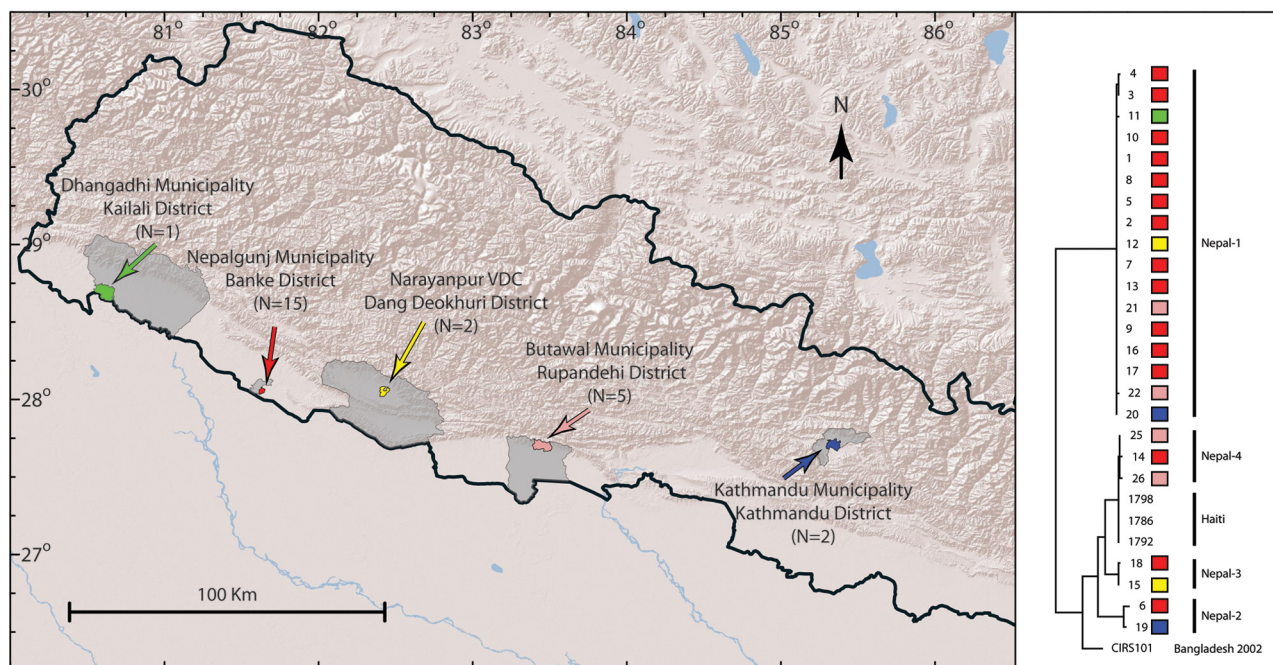 81°
82°
83°
84°
85°
86°
30°
29°
28°
27°
N
Dhangadhi Municipality
Kailali District
(N=1)
Nepalgunj Municipality
Banke District
(N=15)
Narayanpur VDC
Dang Deokhuri District
(N=2)
Butawal Municipality
Rupandehi District
(N=5)
Kathmandu Municipality
Kathmandu District
(N=2)
100 Km
4
3
11
10
1
8
5
2
12
7
13
21
9
16
17
22
20
Nepal-1
25
14
26
Nepal-4
1798
1786
1792
Haiti
18
15
Nepal-3
6
19
Nepal-2
CIRS101 Bangladesh 2002